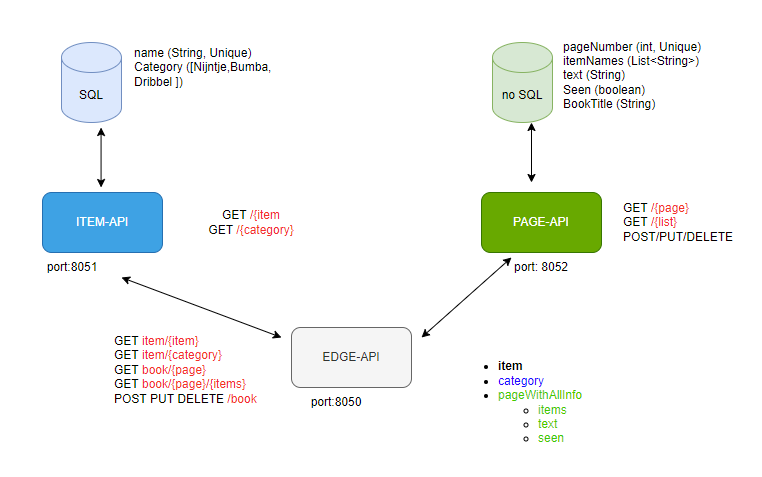 name (String, Unique)
Category ([Nijntje,Bumba,
Dribbel ])
SQL
pageNumber (int, Unique)
itemNames (List<String>)
text (String)
Seen (boolean)
BookTitle (String)
no SQL
ITEM-API
GET /{item
GET /{category}
port:8051
PAGE-API
GET /{page}
GET /{list}
POST/PUT/DELETE
port: 8052
GET item/{item}
GET item/{category}
GET book/{page}
GET book/{page}/{items}
POST PUT DELETE /book
EDGE-API
port:8050
item
category
pageWithAllInfo
items
text
seen